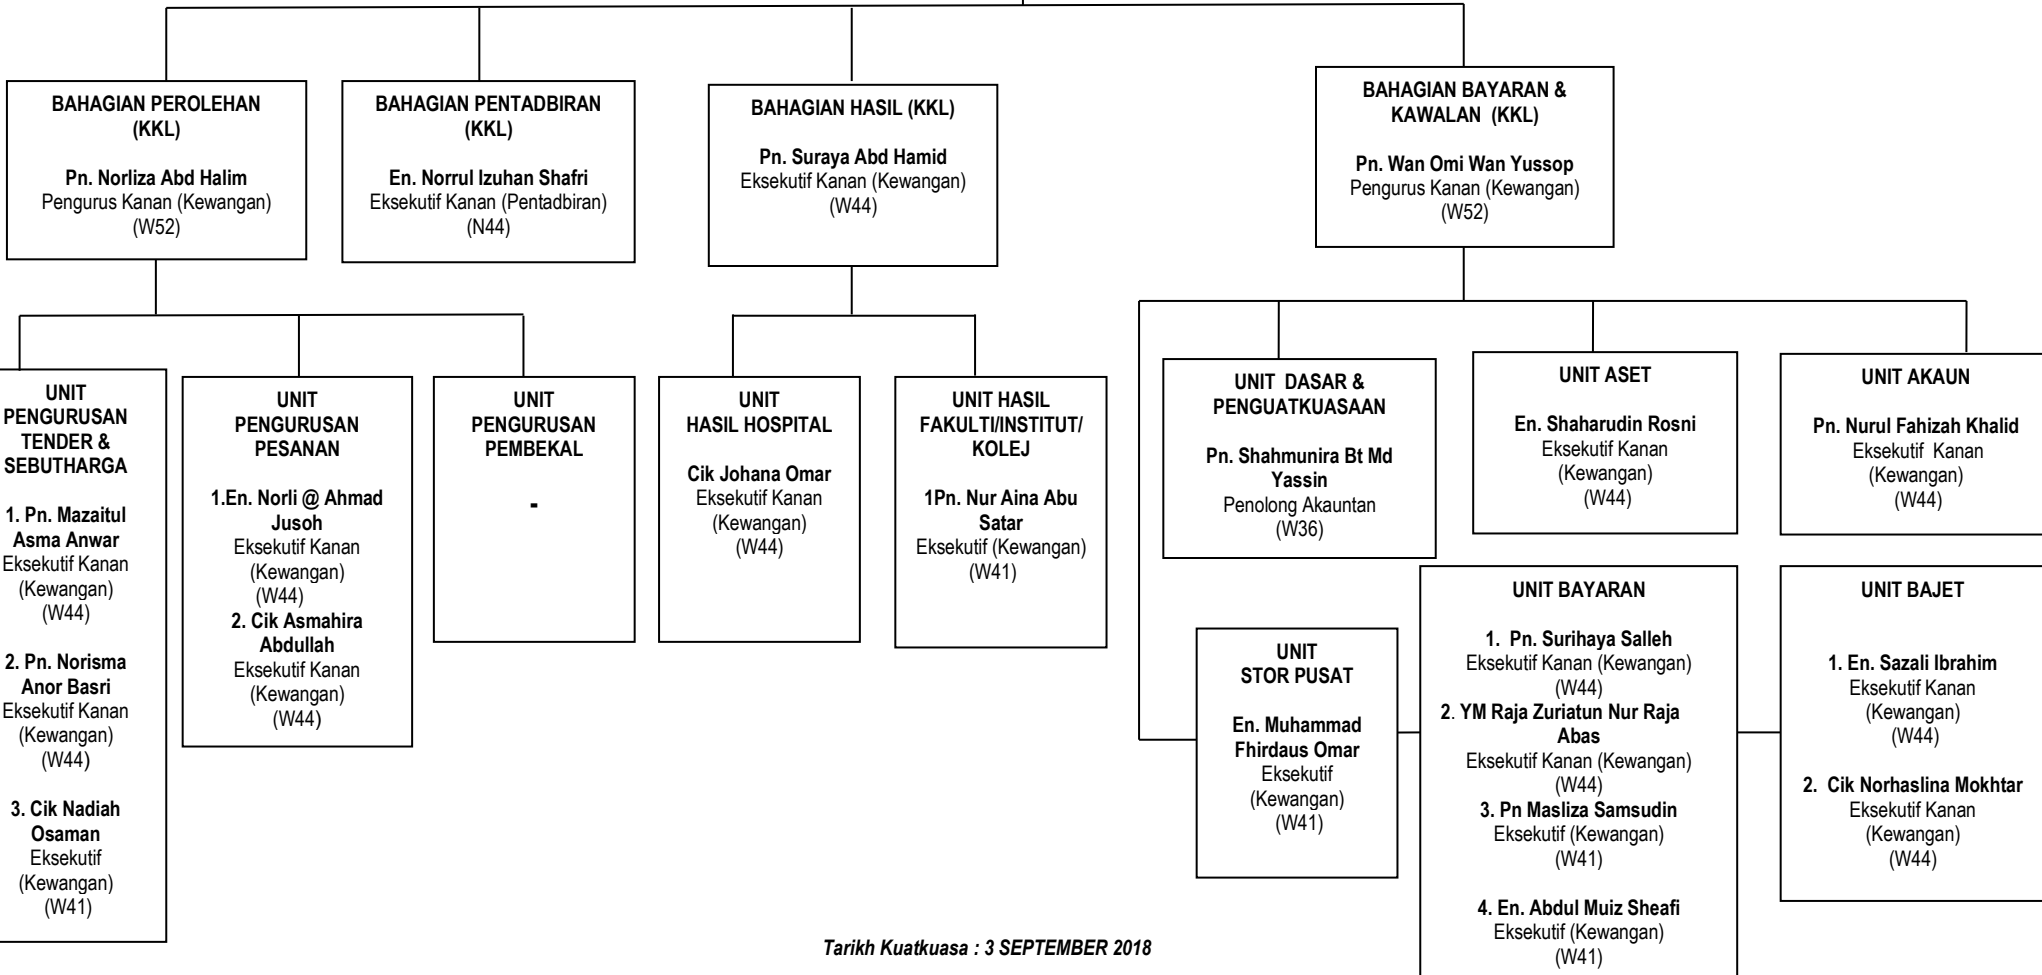 BAHAGIAN PEROLEHAN
(KKL)
Pn. Norliza Abd Halim
Pengurus Kanan (Kewangan)
(W52)
BAHAGIAN PENTADBIRAN
(KKL)
En. Norrul Izuhan Shafri
Eksekutif Kanan (Pentadbiran)
(N44)
BAHAGIAN HASIL (KKL)
Pn. Suraya Abd Hamid
Eksekutif Kanan (Kewangan)
(W44)
BAHAGIAN BAYARAN &
KAWALAN (KKL)
Pn. Wan Omi Wan Yussop
Pengurus Kanan (Kewangan)
(W52)
UNIT
PENGURUSAN
TENDER &
SEBUTHARGA
1. Pn. Mazaitul
Asma Anwar
Eksekutif Kanan
(Kewangan)
(W44)
2. Pn. Norisma
Anor Basri
Eksekutif Kanan
(Kewangan)
(W44)
3. Cik Nadiah
Osaman
Eksekutif
(Kewangan)
(W41)
UNIT
PENGURUSAN
PESANAN
1.En. Norli @ Ahmad
Jusoh
Eksekutif Kanan
(Kewangan)
(W44)
2. Cik Asmahira
Abdullah
Eksekutif Kanan
(Kewangan)
(W44)
UNIT
PENGURUSAN
PEMBEKAL
-
UNIT
HASIL HOSPITAL
Cik Johana Omar
Eksekutif Kanan
(Kewangan)
(W44)
UNIT HASIL
FAKULTI/INSTITUT/
KOLEJ
1Pn. Nur Aina Abu
Satar
Eksekutif (Kewangan)
(W41)
UNIT DASAR &
PENGUATKUASAAN
Pn. Shahmunira Bt Md
Yassin
Penolong Akauntan
(W36)
UNIT ASET
En. Shaharudin Rosni
Eksekutif Kanan
(Kewangan)
(W44)
UNIT AKAUN
Pn. Nurul Fahizah Khalid
Eksekutif Kanan
(Kewangan)
(W44)
UNIT
STOR PUSAT
En. Muhammad
Fhirdaus Omar
Eksekutif
(Kewangan)
(W41)
UNIT BAYARAN
1. Pn. Surihaya Salleh
Eksekutif Kanan (Kewangan)
(W44)
2. YM Raja Zuriatun Nur Raja
Abas
Eksekutif Kanan (Kewangan)
(W44)
3. Pn Masliza Samsudin
Eksekutif (Kewangan)
(W41)
4. En. Abdul Muiz Sheafi
Eksekutif (Kewangan)
(W41)
UNIT BAJET
1. En. Sazali Ibrahim
Eksekutif Kanan
(Kewangan)
(W44)
2. Cik Norhaslina Mokhtar
Eksekutif Kanan
(Kewangan)
(W44)
Tarikh Kuatkuasa : 3 SEPTEMBER 2018